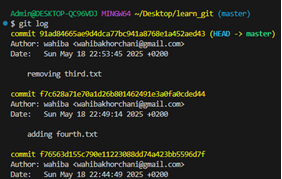 Admin@DESKTOP-QC96VDJ MINGW64 ~/Desktop/learn_git (master)
$ git log
commit 91ad84665ae9d4dca77bc941a8768e1a452aed43 (HEAD -> master)
Author: wahiba <wahibakhorchani@gmail.com>
Date:   Sun May 18 22:53:45 2025 +0200
removing third.txt
commit f7c628a71e70a1d26b801462491e3a0fa0cded44
Author: wahiba <wahibakhorchani@gmail.com>
Date:   Sun May 18 22:49:14 2025 +0200
adding fourth.txt
commit f76563d155c790e11223088dd74a423bb5596d7f
Author: wahiba <wahibakhorchani@gmail.com>
Date:   Sun May 18 22:44:49 2025 +0200